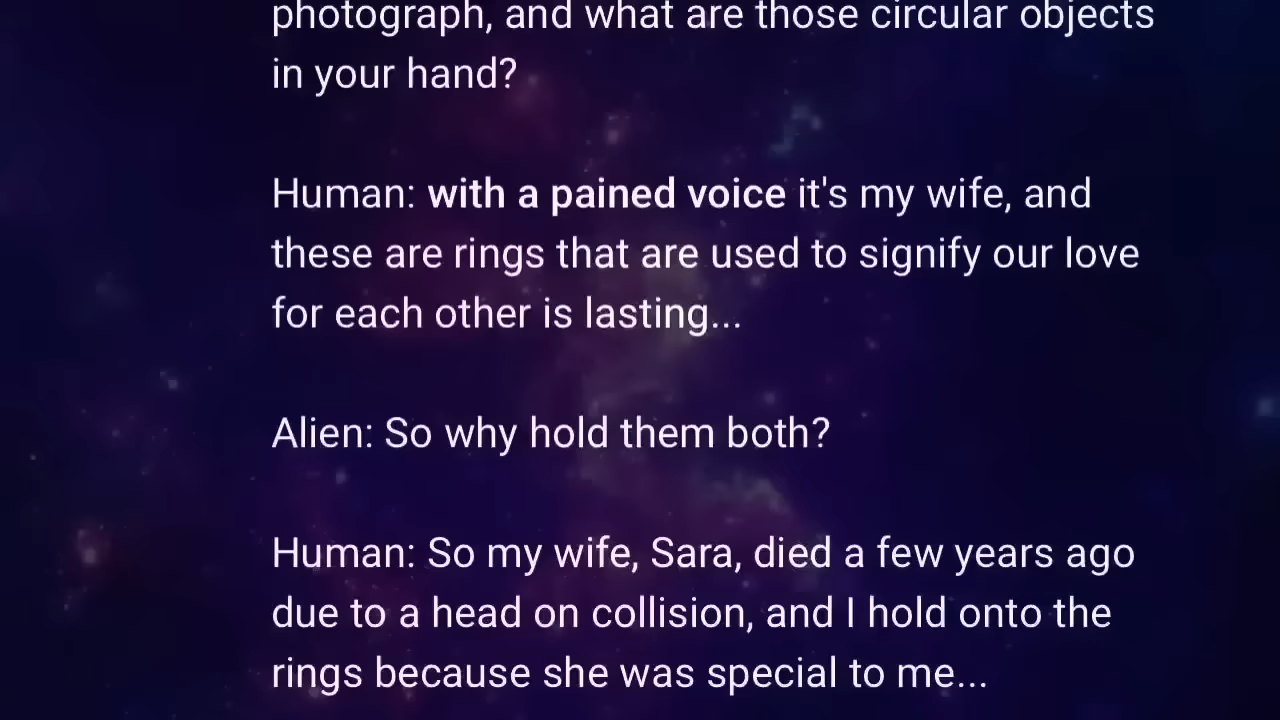 photograph, and what are those circular objects
in your hand?
Human: with a pained voice it's my wife, and
these are rings that are used to signify our love
for each other is lasting...
Alien: So why hold them both?
Human: So my wife, Sara, died a few years ago
due to a head on collision, and I hold onto the
rings because she was special to me...